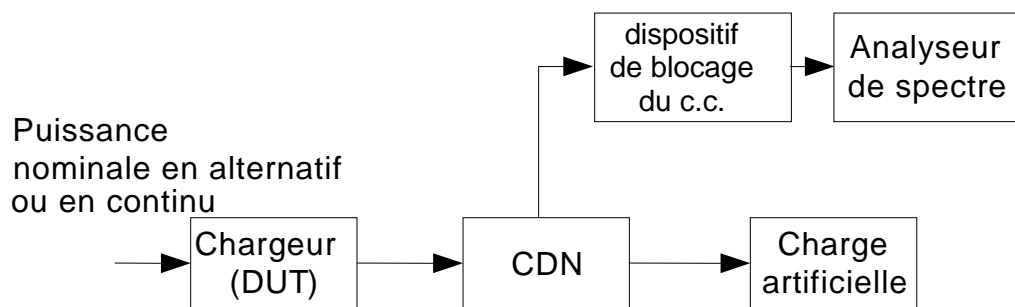 dispositif
de blocage
du c.c.
Analyseur
de spectre
Puissance
nominale en alternatif
ou en continu
Chargeur
(DUT)
CDN
Charge
artificielle